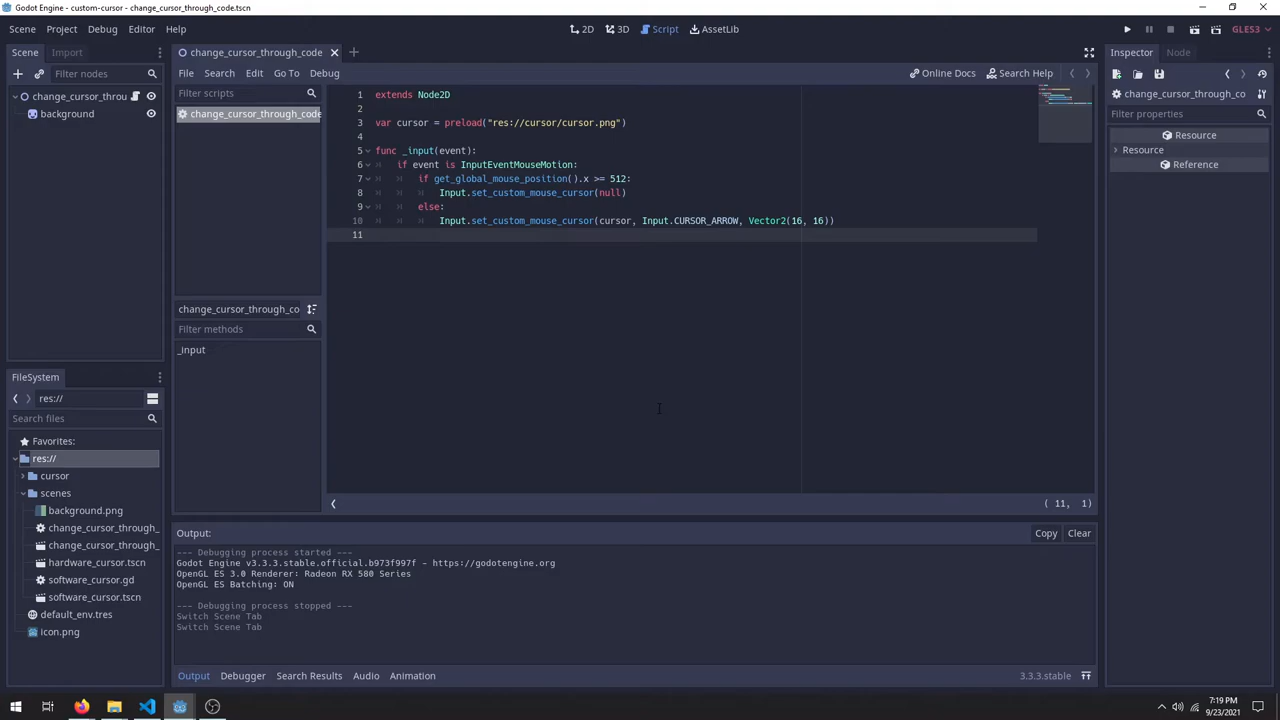 Godot Engine - custom-cursor - change_cursor_through_code.tscn
Scene Project Debug Editor Help
2D 3D Script AssetLib
GLES3
Scene Import
Filter nodes
change_cursor_throu
background
change_cursor_through_code
File Search Edit Go To Debug
Online Docs Search Help
Filter scripts
change_cursor_through_code
change_cursor_through_co
Filter methods
_input
1 extends Node2D
2
3 var cursor = preload("res://cursor/cursor.png")
4
5 func _input(event):
6 if event is InputEventMouseMotion:
7 if get_global_mouse_position().x >= 512:
8 Input.set_custom_mouse_cursor(null)
9 else:
10 Input.set_custom_mouse_cursor(cursor, Input.CURSOR_ARROW, Vector2(16, 16))
11
( 11, 1)
Inspector Node
change_cursor_through_co
Filter properties
Resource
Resource
Reference
FileSystem
res://
Search files
Favorites:
res://
cursor
scenes
background.png
change_cursor_through_
change_cursor_through_
hardware_cursor.tscn
software_cursor.gd
software_cursor.tscn
default_env.tres
icon.png
Output:
Copy Clear
--- Debugging process started ---
Godot Engine v3.3.3.stable.official.b973f997f - https://godotengine.org
OpenGL ES 3.0 Renderer: Radeon RX 580 Series
OpenGL ES Batching: ON
--- Debugging process stopped ---
Switch Scene Tab
Switch Scene Tab
Output Debugger Search Results Audio Animation
3.3.3.stable
7:19 PM
9/23/2021